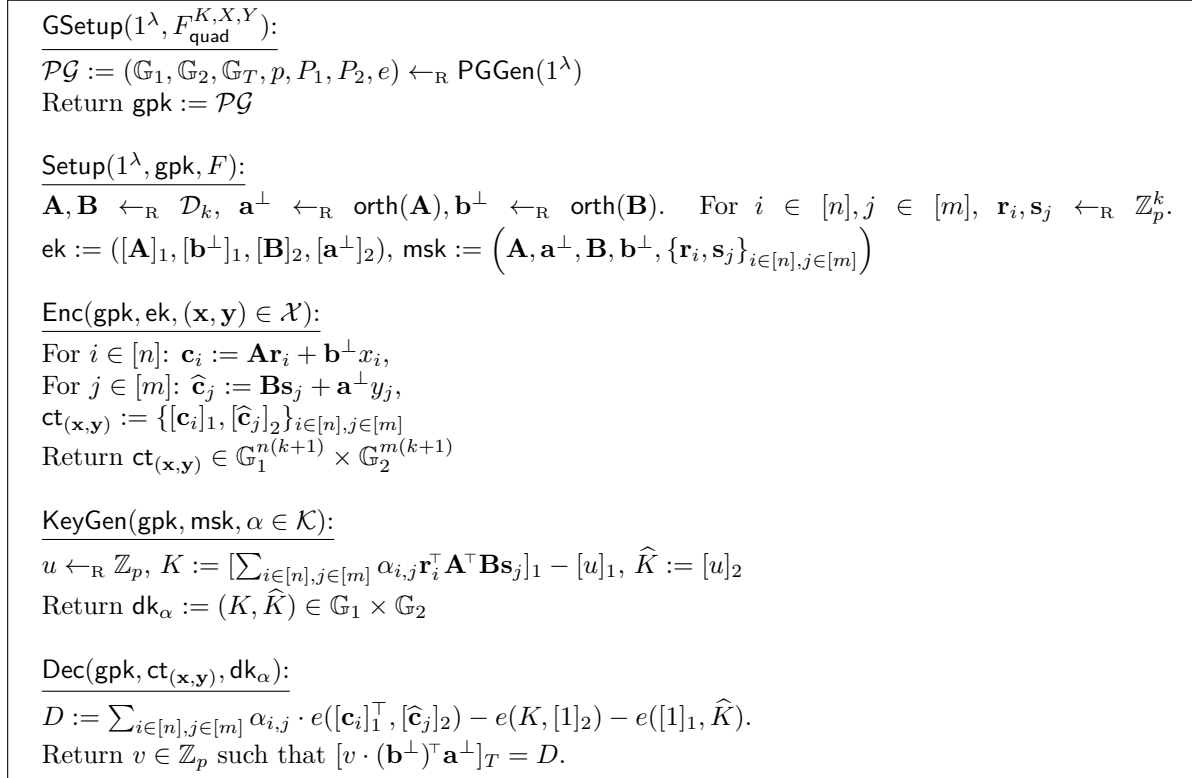 GSetup(1^λ, F_quad^{K,X,Y}):
𝒫𝒢 := (𝔾_1, 𝔾_2, 𝔾_T, p, P_1, P_2, e) ←_R PGGen(1^λ)
Return gpk := 𝒫𝒢
Setup(1^λ, gpk, F):
A, B ←_R 𝒟_k, a^⊥ ←_R orth(A), b^⊥ ←_R orth(B). For i ∈ [n], j ∈ [m], r_i, s_j ←_R ℤ_p^k.
ek := ([A]_1, [b^⊥]_1, [B]_2, [a^⊥]_2), msk := (A, a^⊥, B, b^⊥, {r_i, s_j}_{i∈[n],j∈[m]})
Enc(gpk, ek, (x, y) ∈ 𝒳):
For i ∈ [n]: c_i := Ar_i + b^⊥x_i,
For j ∈ [m]: ĉ_j := Bs_j + a^⊥y_j,
ct_{(x,y)} := {[c_i]_1, [ĉ_j]_2}_{i∈[n],j∈[m]}
Return ct_{(x,y)} ∈ 𝔾_1^{n(k+1)} × 𝔾_2^{m(k+1)}
KeyGen(gpk, msk, α ∈ 𝒦):
u ←_R ℤ_p, K := [∑_{i∈[n],j∈[m]} α_{i,j} r_i^⊤ A^⊤ B s_j]_1 − [u]_1, K̂ := [u]_2
Return dk_α := (K, K̂) ∈ 𝔾_1 × 𝔾_2
Dec(gpk, ct_{(x,y)}, dk_α):
D := ∑_{i∈[n],j∈[m]} α_{i,j} · e([c_i]_1^⊤, [ĉ_j]_2) − e(K, [1]_2) − e([1]_1, K̂).
Return v ∈ ℤ_p such that [v · (b^⊥)^⊤ a^⊥]_T = D.